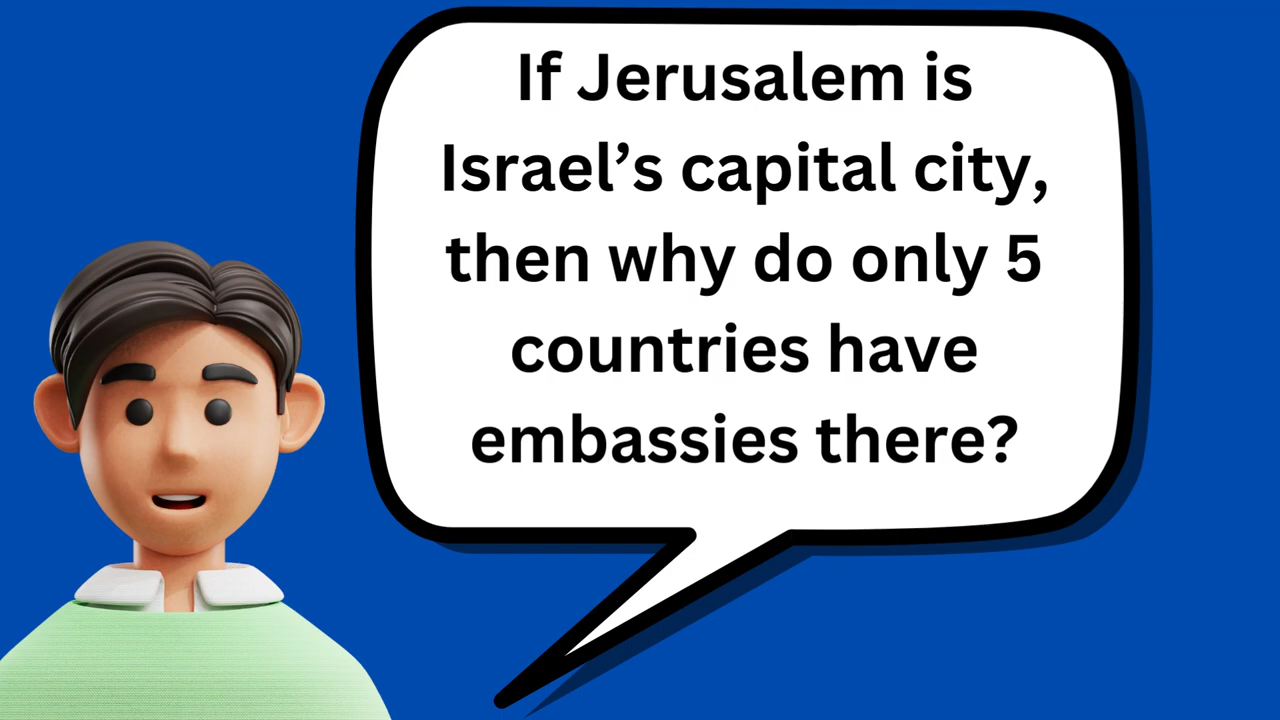 If Jerusalem is
Israel’s capital city,
then why do only 5
countries have
embassies there?